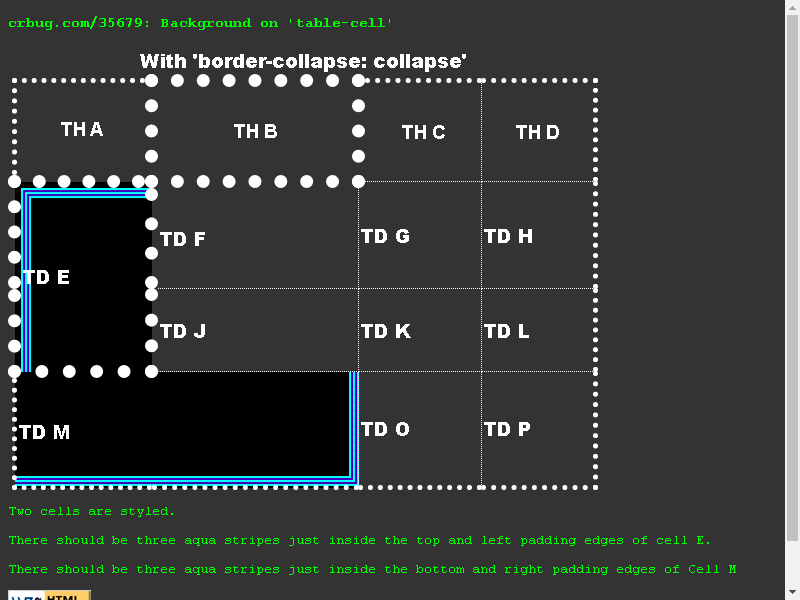 crbug.com/35679: Background on 'table-cell'
With 'border-collapse: collapse'
TH A TH B TH C TH D
TD E TD F TD G TD H
TD J TD K TD L
TD M TD O TD P
Two cells are styled.
There should be three aqua stripes just inside the top and left padding edges of cell E.
There should be three aqua stripes just inside the bottom and right padding edges of Cell M